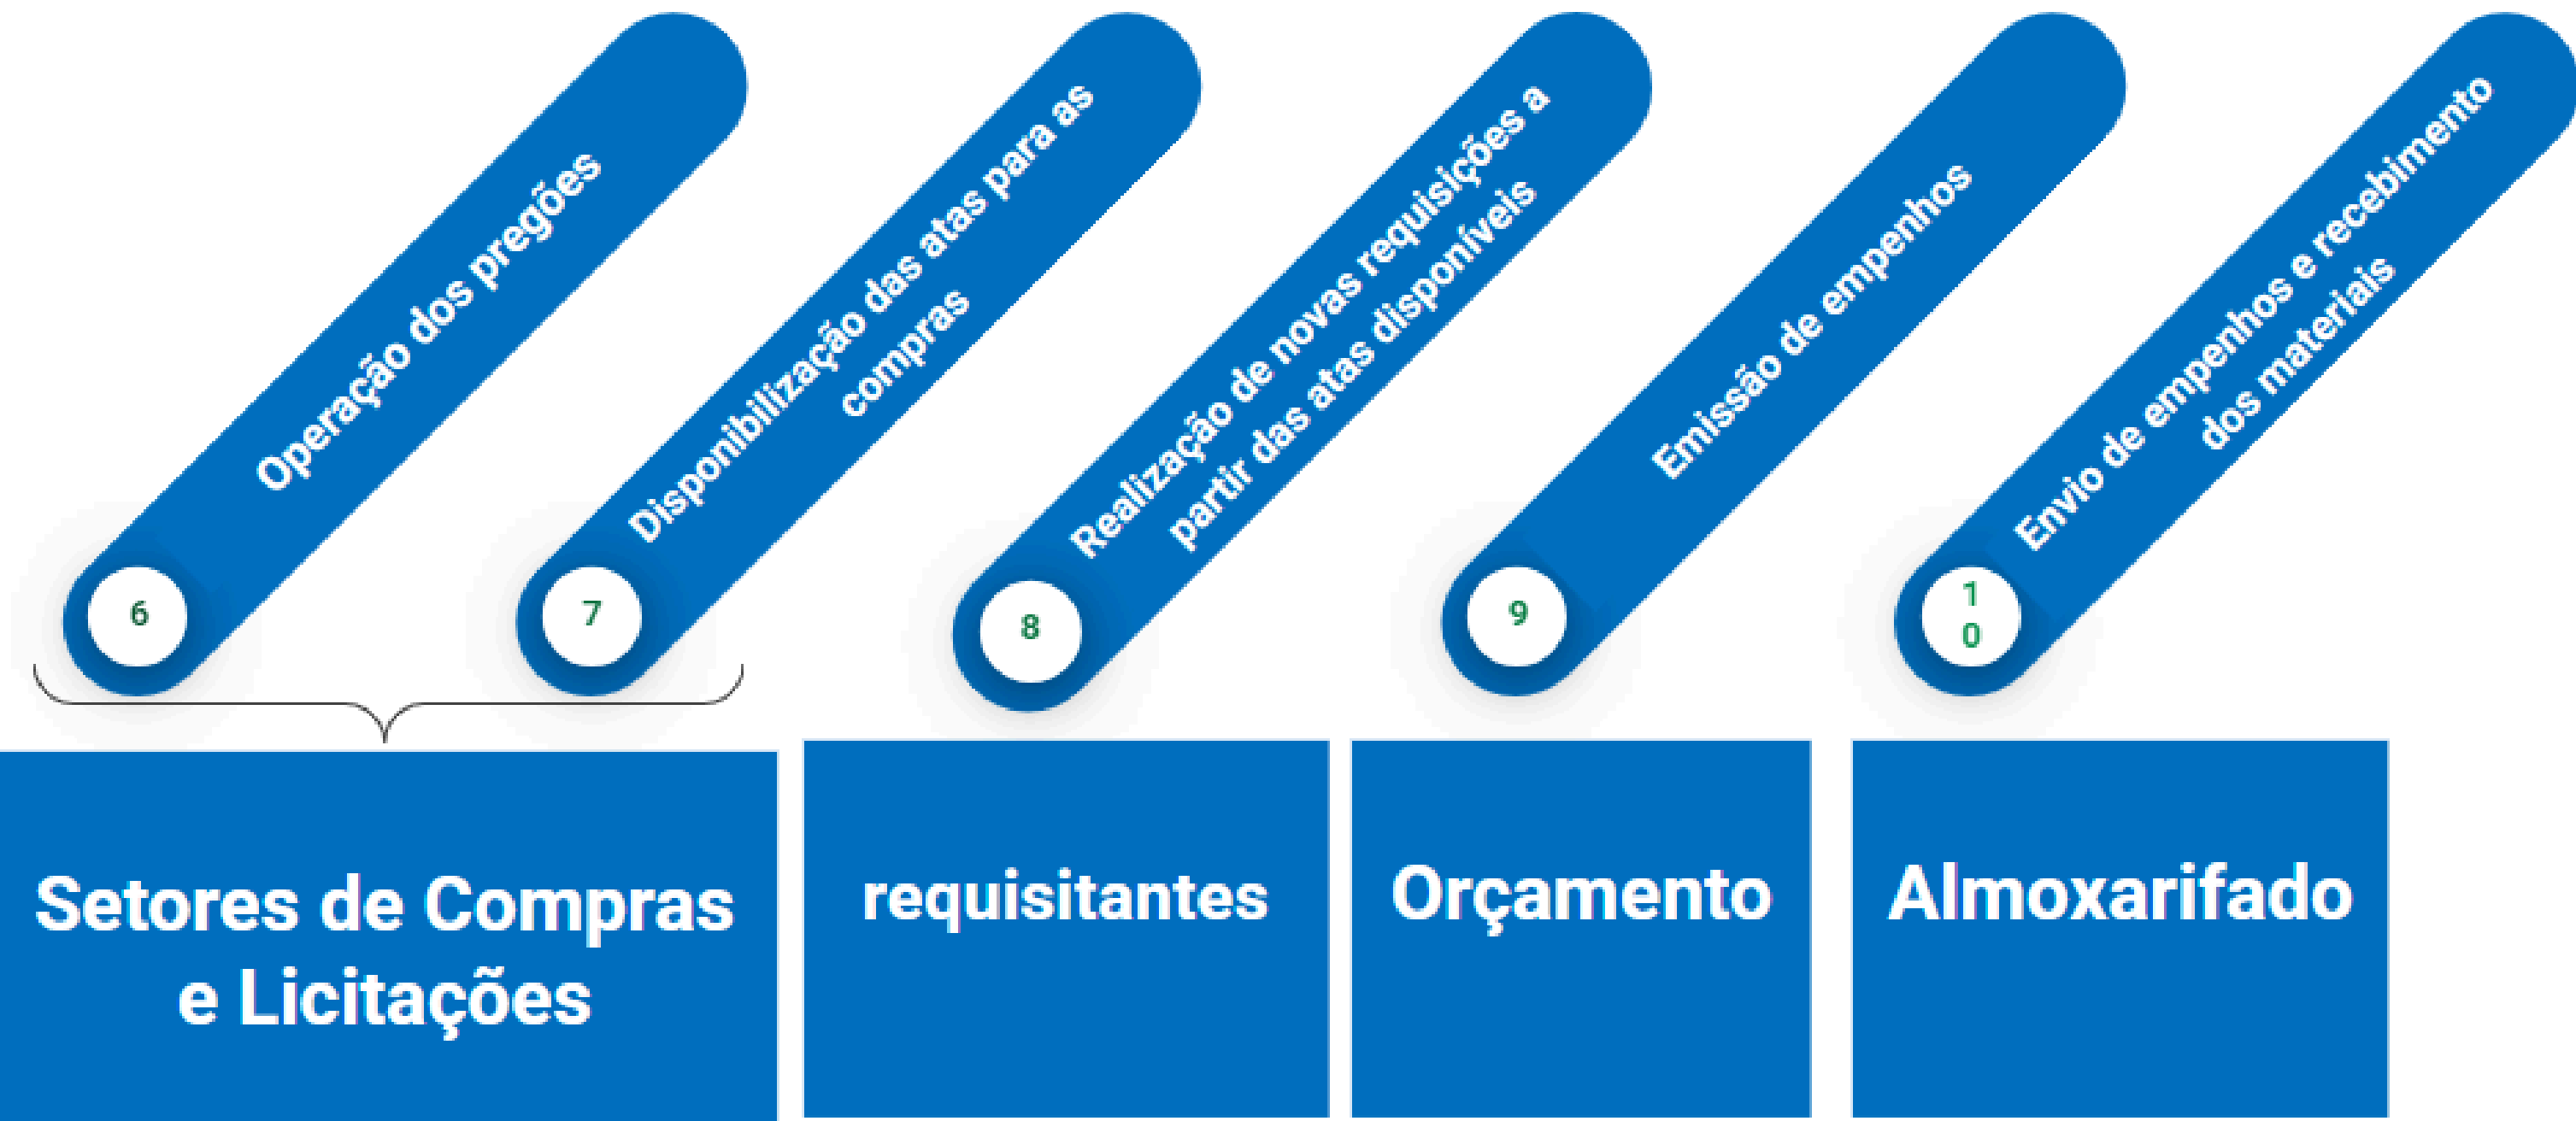 Operação dos pregões
6
Disponibilização das atas para as
compras
7
Realização de novas requisições a
partir das atas disponíveis
8
Emissão de empenhos
9
Envio de empenhos e recebimento
dos materiais
1
0
Setores de Compras
e Licitações
requisitantes
Orçamento
Almoxarifado